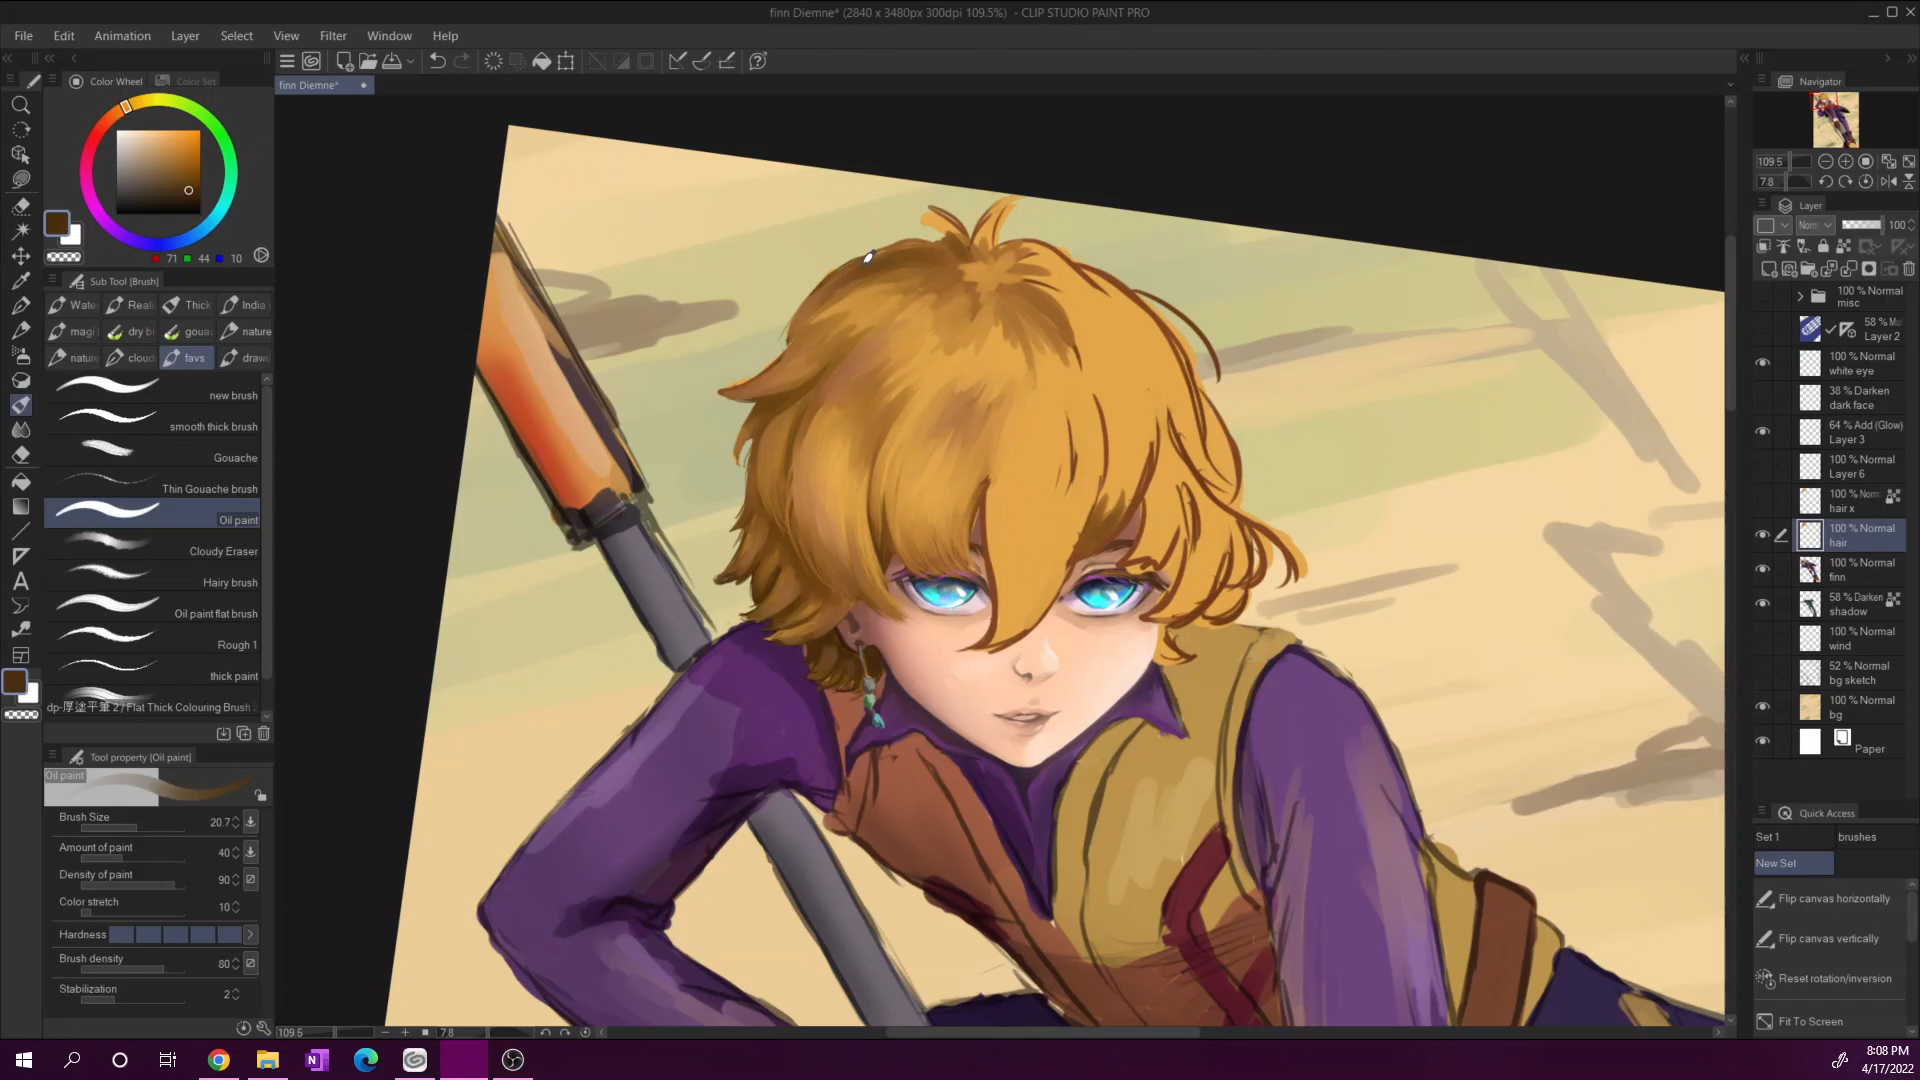 finn Diemne* (2840 x 3480px 300dpi 109.5%) - CLIP STUDIO PAINT PRO
File Edit Animation Layer Select View Filter Window Help
finn Diemne*
Color Wheel Color Set
71 44 10
Sub Tool [Brush]
Water Reali Thick India
magi dry b gouac nature
nature cloud favs draw
new brush
smooth thick brush
Gouache
Thin Gouache brush
Oil paint
Cloudy Eraser
Hairy brush
Oil paint flat brush
Rough 1
thick paint
dp-厚塗平筆 2 / Flat Thick Colouring Brush
Tool property [Oil paint]
Oil paint
Brush Size 20.7
Amount of paint 40
Density of paint 90
Color stretch 10
Hardness
Brush density 80
Stabilization 2
109.5 7.8
Navigator
109.5
7.8
Layer
Norm 100
100 % Normal
misc
58 % Mu
Layer 2
100 % Normal
white eye
38 % Darken
dark face
64 % Add (Glow)
Layer 3
100 % Normal
Layer 6
100 % Norm
hair x
100 % Normal
hair
100 % Normal
finn
58 % Darken
shadow
100 % Normal
wind
52 % Normal
bg sketch
100 % Normal
bg
Paper
Quick Access
Set 1 brushes
New Set
Flip canvas horizontally
Flip canvas vertically
Reset rotation/inversion
Fit To Screen
8:08 PM
4/17/2022